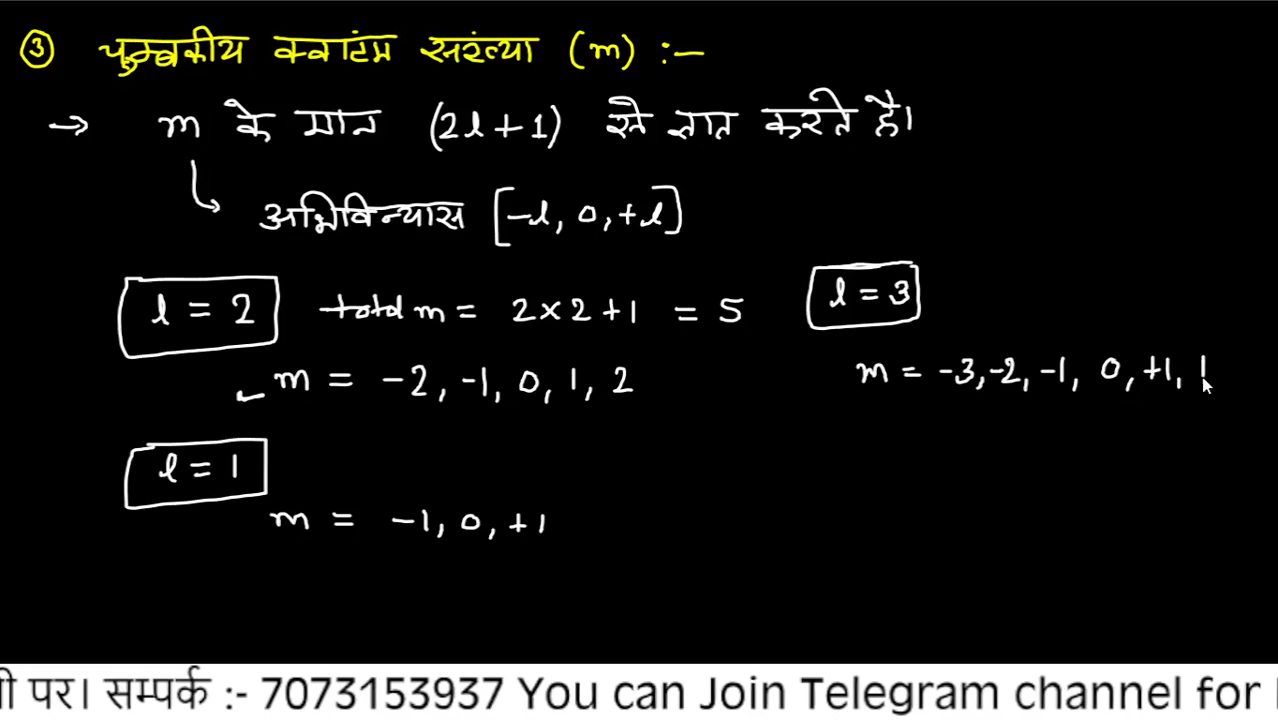 ③ चुम्बकीय क्वाटंम सरंख्या (m) :-
→ m के मान (2l+1) से ज्ञात करते है।
अभिविन्यास [-l, 0, +l]
l = 2 total m = 2×2+1 = 5
m = -2, -1, 0, 1, 2
l = 1
m = -1, 0, +1
l = 3
m = -3, -2, -1, 0, +1, 1
पर। सम्पर्क :- 7073153937 You can Join Telegram channel for